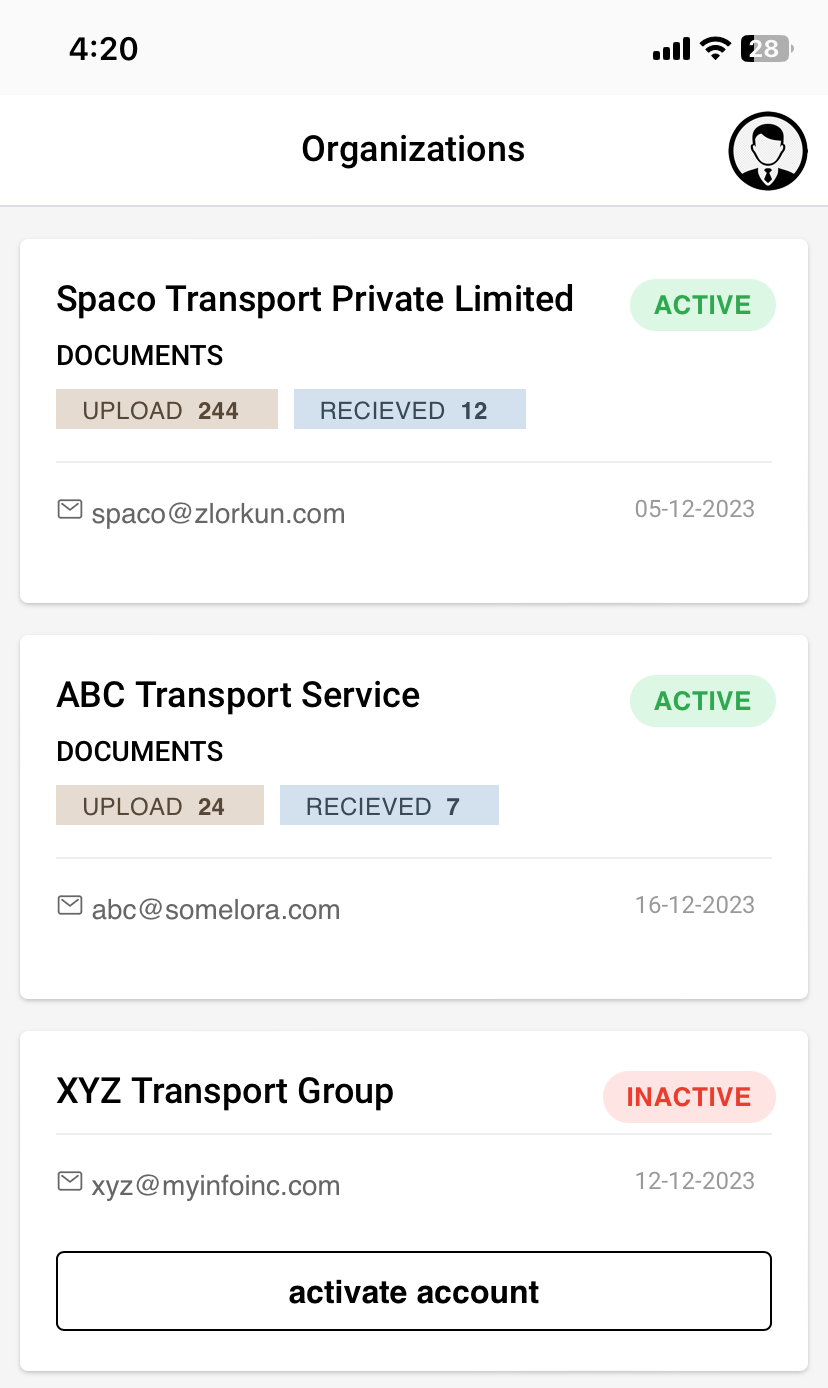 4:20
28
Organizations
Spaco Transport Private Limited
ACTIVE
DOCUMENTS
UPLOAD 244 RECIEVED 12
spaco@zlorkun.com 05-12-2023
ABC Transport Service
ACTIVE
DOCUMENTS
UPLOAD 24 RECIEVED 7
abc@somelora.com 16-12-2023
XYZ Transport Group
INACTIVE
xyz@myinfoinc.com 12-12-2023
activate account